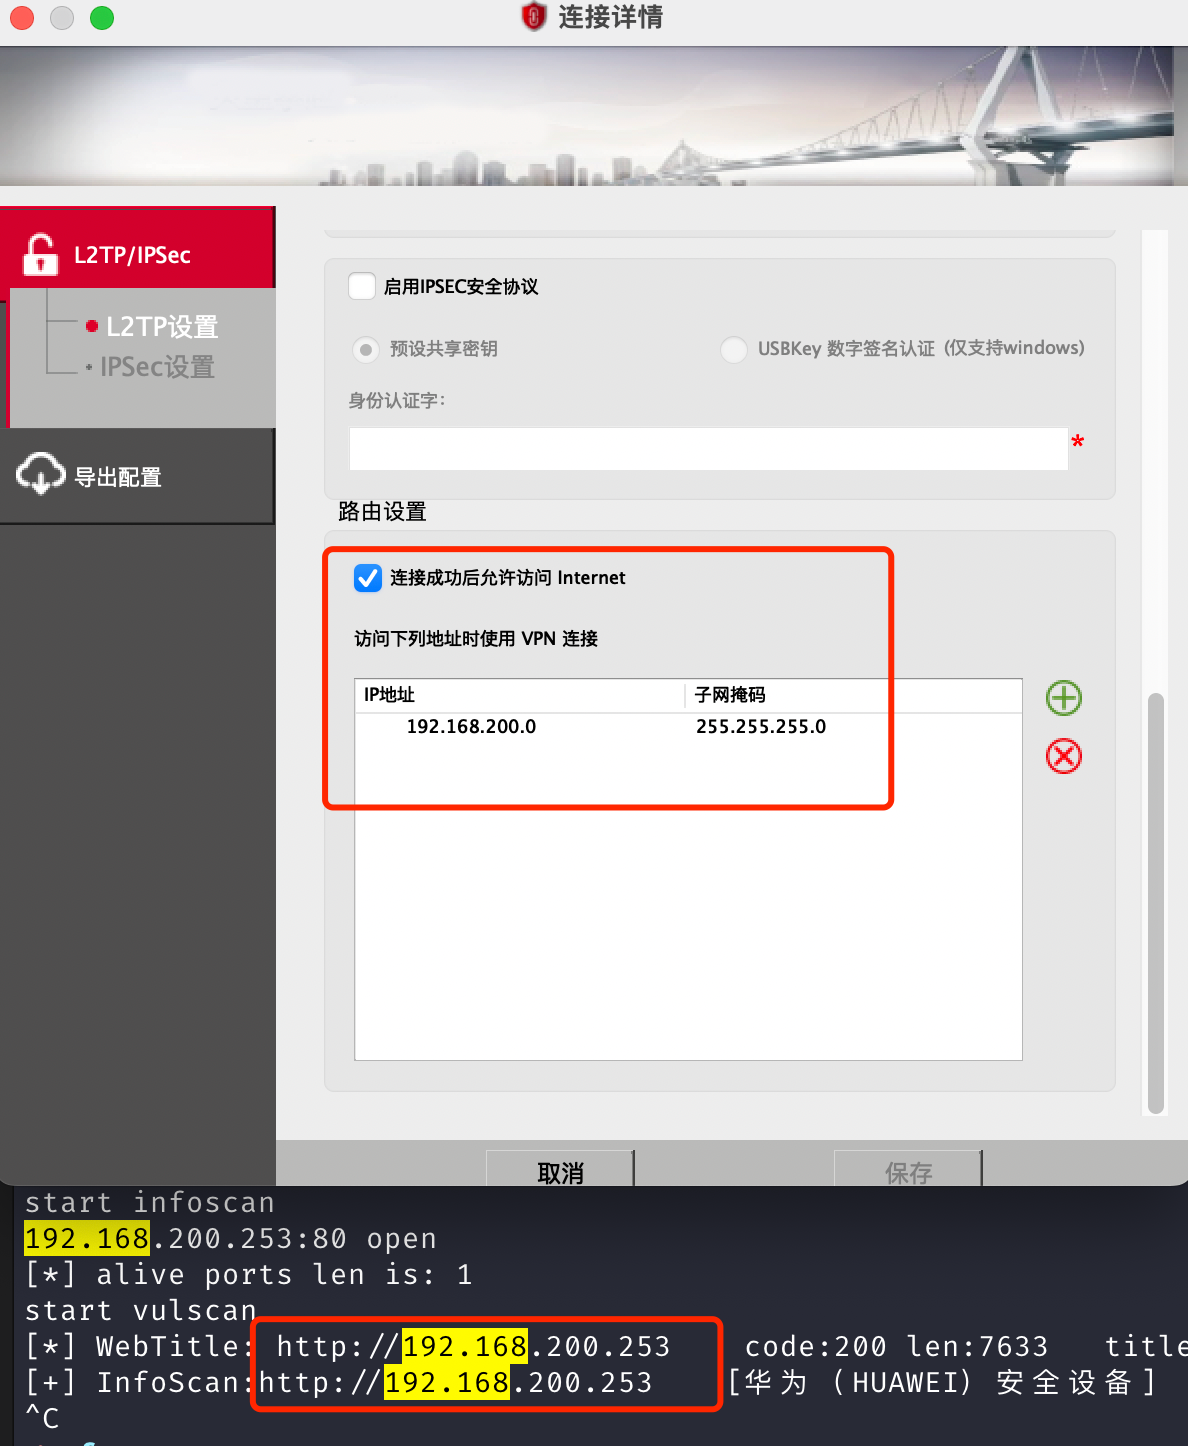 连接详情
L2TP/IPSec
L2TP设置
IPSec设置
导出配置
启用IPSEC安全协议
预设共享密钥
USBKey 数字签名认证 (仅支持windows)
身份认证字:
*
路由设置
连接成功后允许访问 Internet
访问下列地址时使用 VPN 连接
IP地址 子网掩码
192.168.200.0 255.255.255.0
取消 保存
start infoscan
192.168.200.253:80 open
[*] alive ports len is: 1
start vulscan
[*] WebTitle: http://192.168.200.253 code:200 len:7633 title
[+] InfoScan:http://192.168.200.253 [华为 (HUAWEI) 安全设备]
^C